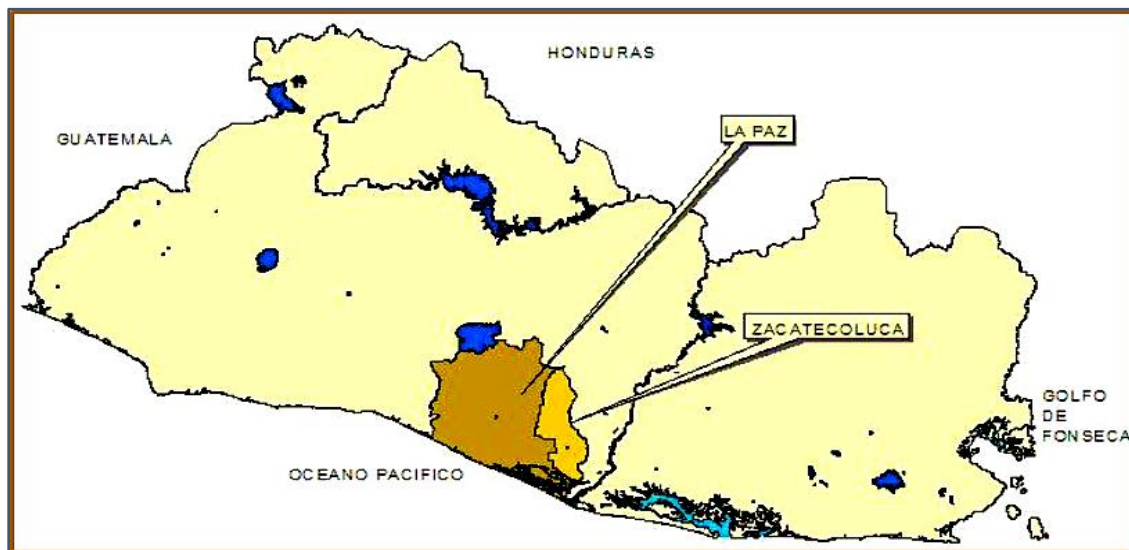 HONDURAS
GUATEMALA
LA PAZ
ZACATECOLUCA
GOLFO
DE
FONSECA
OCEANO PACIFICO